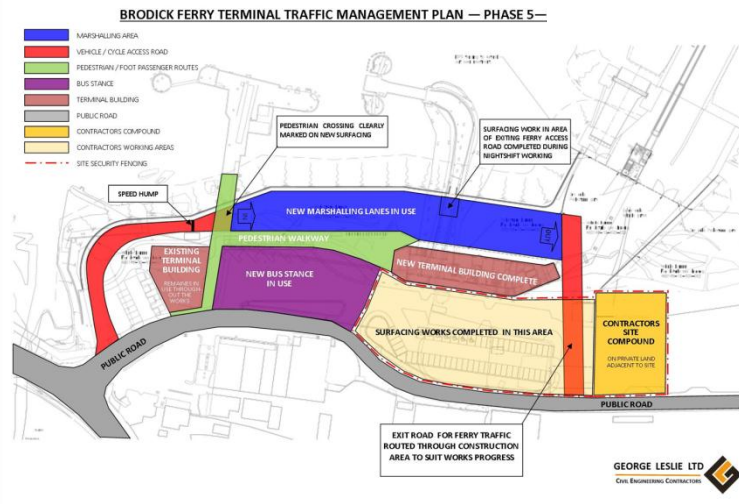 BRODICK FERRY TERMINAL TRAFFIC MANAGEMENT PLAN — PHASE 5—
MARSHALLING AREA
VEHICLE / CYCLE ACCESS ROAD
PEDESTRIAN / FOOT PASSENGER ROUTES
BUS STANCE
TERMINAL BUILDING
PUBLIC ROAD
CONTRACTORS COMPOUND
CONTRACTORS WORKING AREAS
SITE SECURITY FENCING
PEDESTRIAN CROSSING CLEARLY
MARKED ON NEW SURFACING
SURFACING WORK IN AREA
OF EXITING FERRY ACCESS
ROAD COMPLETED DURING
NIGHTSHIFT WORKING
SPEED HUMP
IN
NEW MARSHALLING LANES IN USE
OUT
PEDESTRIAN WALKWAY
EXISTING
TERMINAL
BUILDING
REMAINES IN
USE THROUGH
OUT THE
WORKS
NEW BUS STANCE
IN USE
NEW TERMINAL BUILDING COMPLETE
SURFACING WORKS COMPLETED IN THIS AREA
CONTRACTORS
SITE
COMPOUND
ON PRIVATE LAND
ADJACENT TO SITE
PUBLIC ROAD
PUBLIC ROAD
EXIT ROAD FOR FERRY TRAFFIC
ROUTED THROUGH CONSTRUCTION
AREA TO SUIT WORKS PROGRESS
GEORGE LESLIE LTD
CIVIL ENGINEERING CONTRACTORS